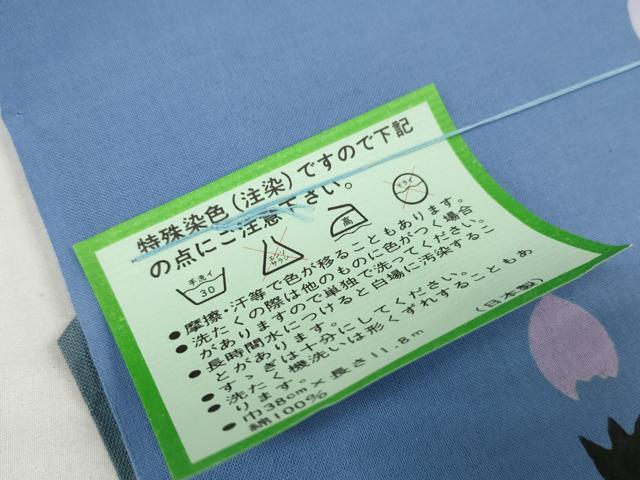 特殊染色(注染)ですので下記
の点にご注意下さい。
手洗イ
30
エンソ
サラシ
高
ドライ
●摩擦・汗等で色が移ることもあります。
●洗たくの際は他のものに色がつく場合
がありますので単独で洗ってください。
●長時間水につけると白場に汚染するこ
とがあります。
●すゝぎは十分にしてください。
●洗たく機洗いは形くずれすることもあ
ります。
●巾38cm×長さ11.8m
綿100%
(日本製)